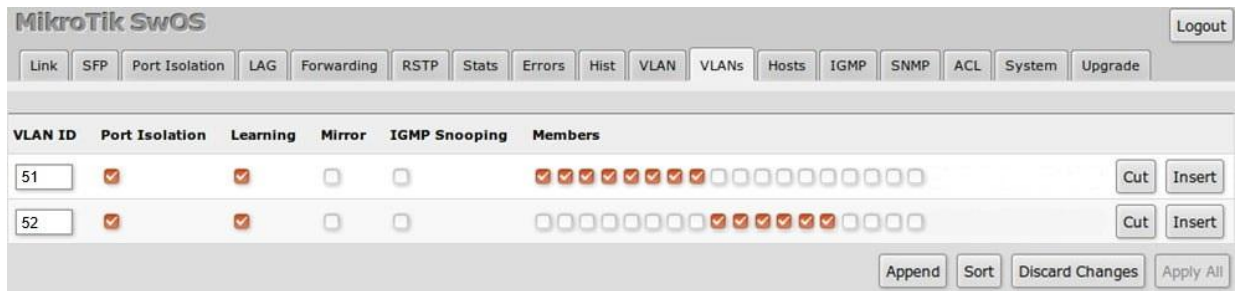 MikroTik SwOS
Logout
Link SFP Port Isolation LAG Forwarding RSTP Stats Errors Hist VLAN VLANs Hosts IGMP SNMP ACL System Upgrade
VLAN ID Port Isolation Learning Mirror IGMP Snooping Members
51 Cut Insert
52 Cut Insert
Append Sort Discard Changes Apply All